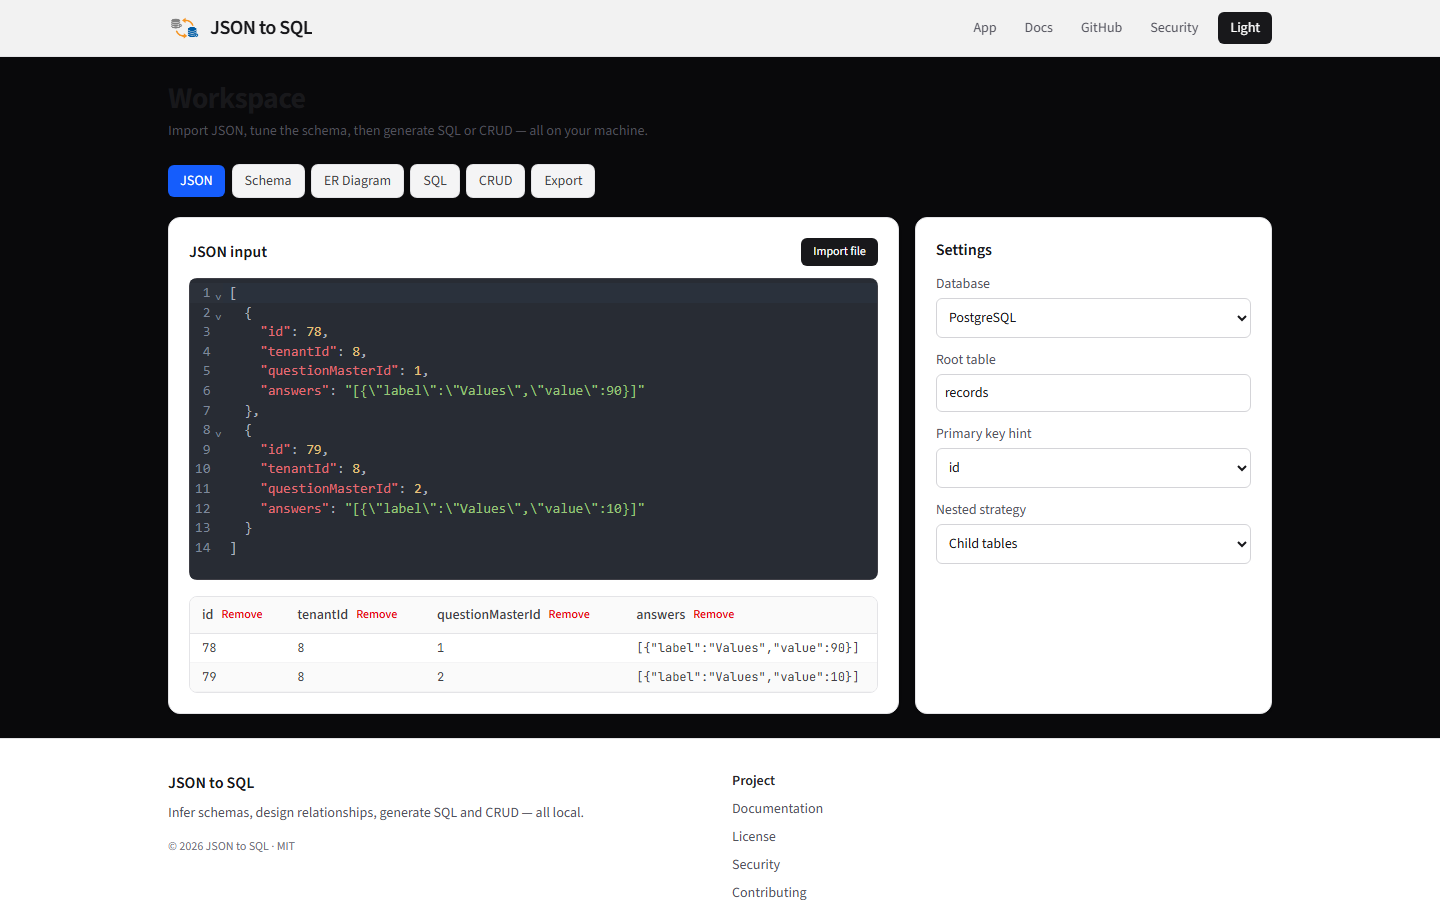 JSON to SQL
App Docs GitHub Security Light
Workspace
Import JSON, tune the schema, then generate SQL or CRUD — all on your machine.
JSON Schema ER Diagram SQL CRUD Export
JSON input
Import file
1 [
2 {
3 "id": 78,
4 "tenantId": 8,
5 "questionMasterId": 1,
6 "answers": "[{\"label\":\"Values\",\"value\":90}]"
7 },
8 {
9 "id": 79,
10 "tenantId": 8,
11 "questionMasterId": 2,
12 "answers": "[{\"label\":\"Values\",\"value\":10}]"
13 }
14 ]
id Remove tenantId Remove questionMasterId Remove answers Remove
78 8 1 [{"label":"Values","value":90}]
79 8 2 [{"label":"Values","value":10}]
Settings
Database
PostgreSQL
Root table
records
Primary key hint
id
Nested strategy
Child tables
JSON to SQL
Infer schemas, design relationships, generate SQL and CRUD — all local.
© 2026 JSON to SQL · MIT
Project
Documentation
License
Security
Contributing